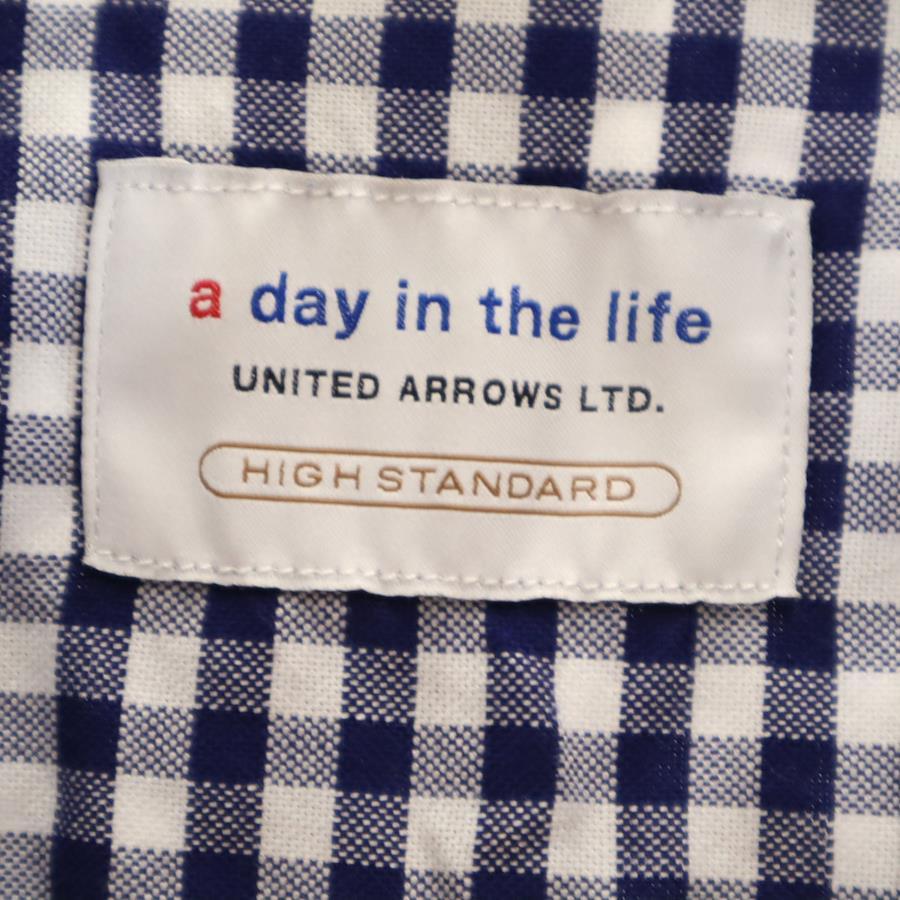 a day in the life
UNITED ARROWS LTD.
HIGH STANDARD